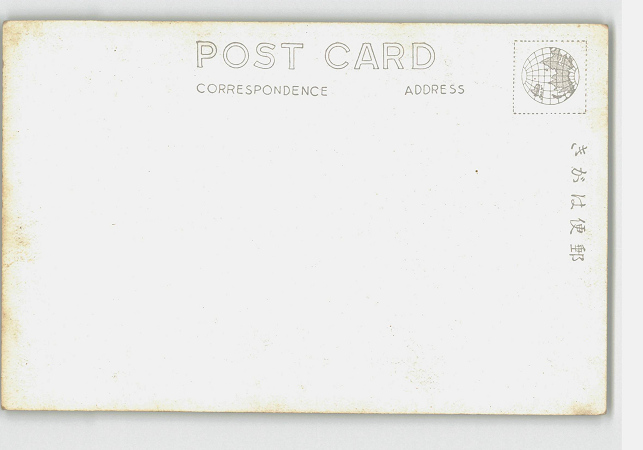 POST CARD
CORRESPONDENCE ADDRESS
きがは便郵